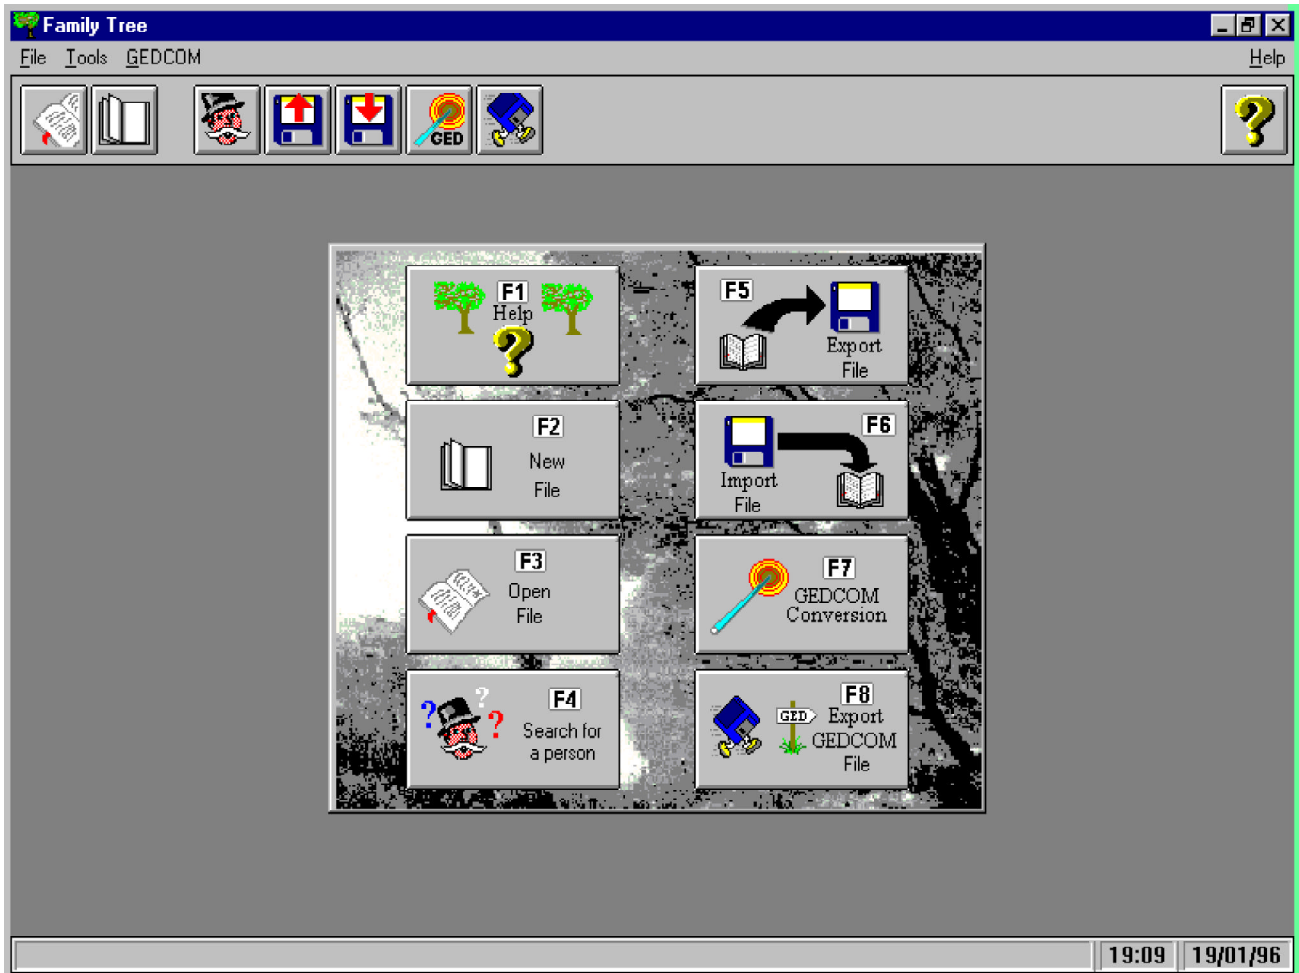 Family Tree
File Tools GEDCOM Help
GED
F1
Help
F2
New
File
F3
Open
File
F4
Search for
a person
F5
Export
File
F6
Import
File
F7
GEDCOM
Conversion
F8
GED Export
GEDCOM
File
19:09 19/01/96